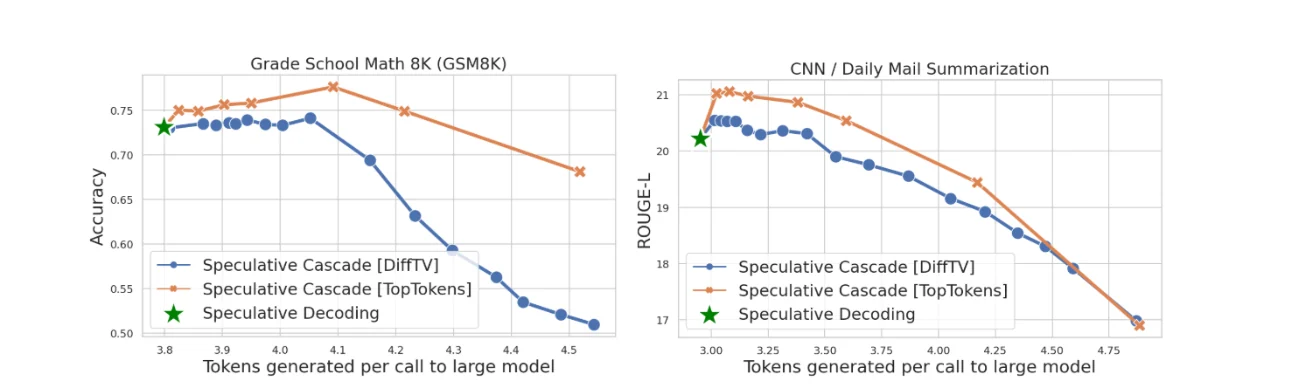 Grade School Math 8K (GSM8K)
Accuracy
0.75
0.70
0.65
0.60
0.55
0.50
Speculative Cascade [DiffTV]
Speculative Cascade [TopTokens]
Speculative Decoding
3.8 3.9 4.0 4.1 4.2 4.3 4.4 4.5
Tokens generated per call to large model
CNN / Daily Mail Summarization
ROUGE-L
21
20
19
18
17
Speculative Cascade [DiffTV]
Speculative Cascade [TopTokens]
Speculative Decoding
3.00 3.25 3.50 3.75 4.00 4.25 4.50 4.75
Tokens generated per call to large model